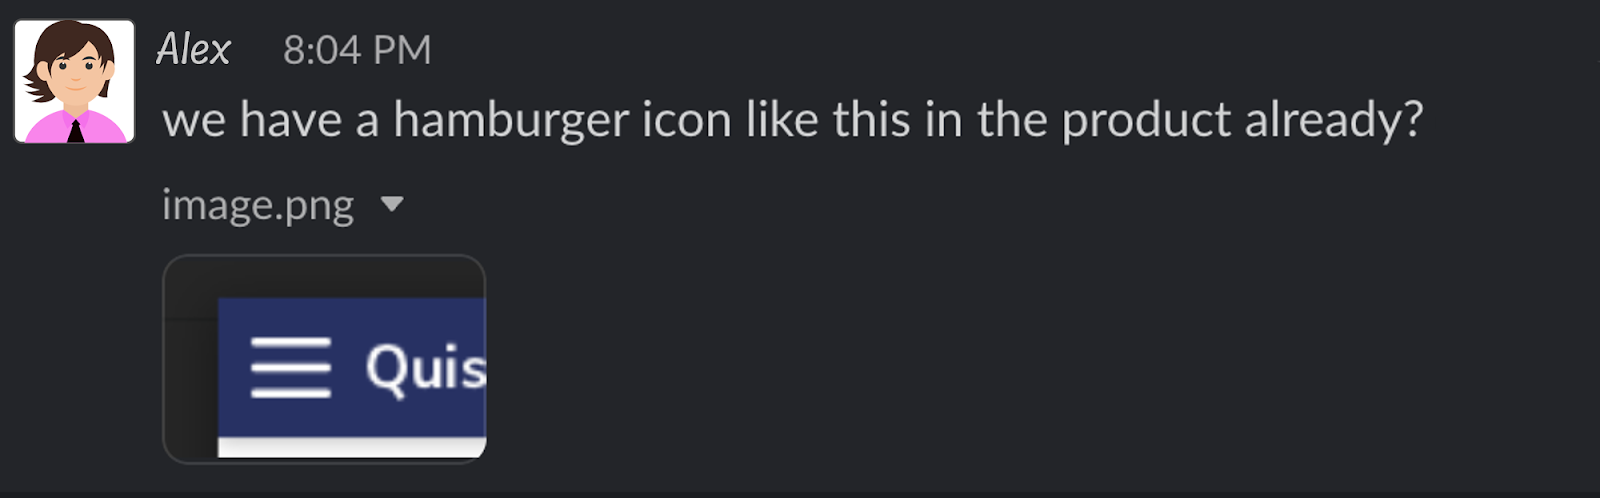 Alex 8:04 PM
we have a hamburger icon like this in the product already?
image.png
Quis